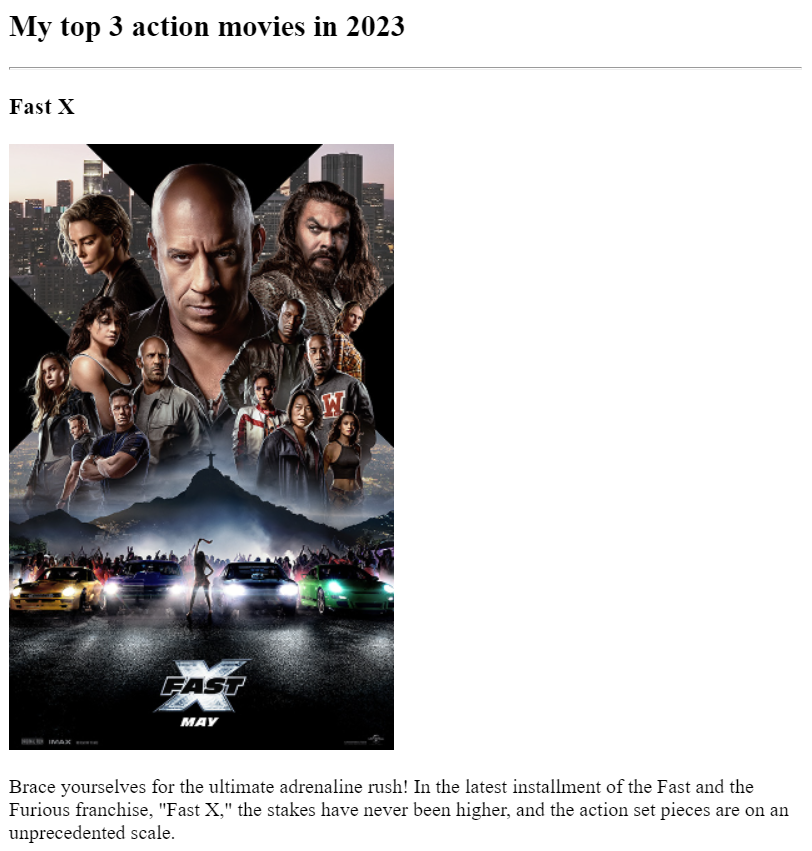 My top 3 action movies in 2023
Fast X
W
FAST X
MAY
IMAX
Brace yourselves for the ultimate adrenaline rush! In the latest installment of the Fast and the
Furious franchise, "Fast X," the stakes have never been higher, and the action set pieces are on an
unprecedented scale.